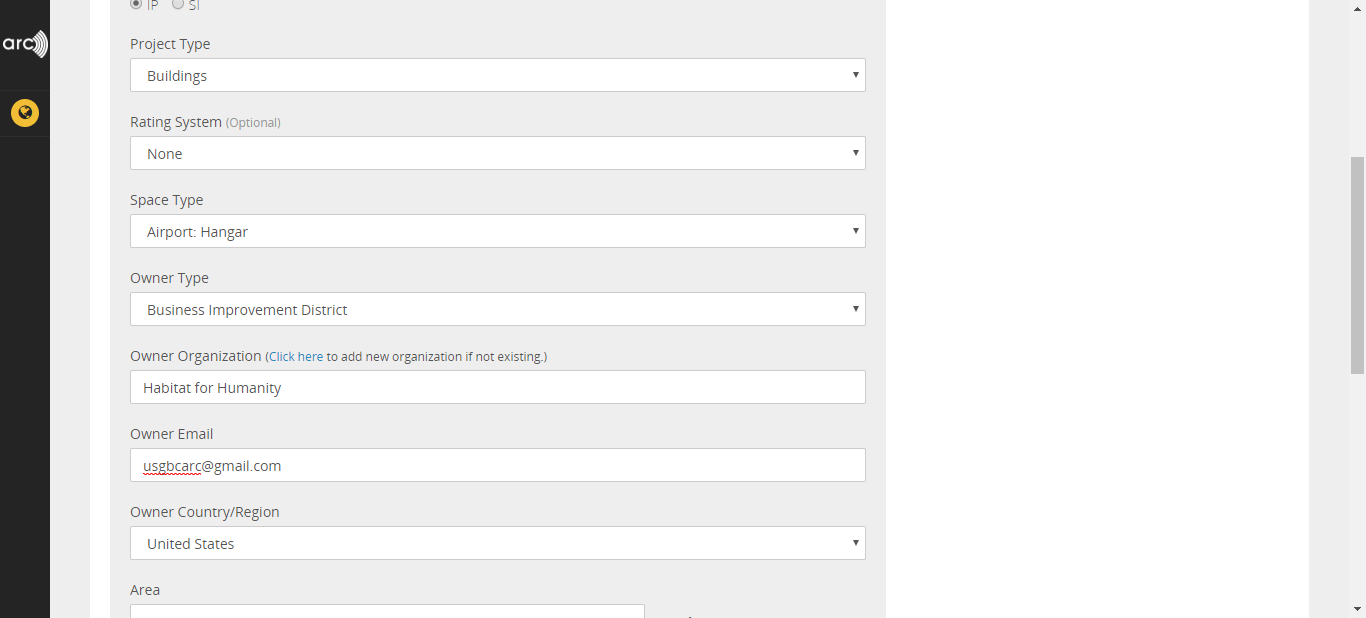 IP SI
arc
Project Type
Buildings
Rating System (Optional)
None
Space Type
Airport: Hangar
Owner Type
Business Improvement District
Owner Organization (Click here to add new organization if not existing.)
Habitat for Humanity
Owner Email
usgbcarc@gmail.com
Owner Country/Region
United States
Area